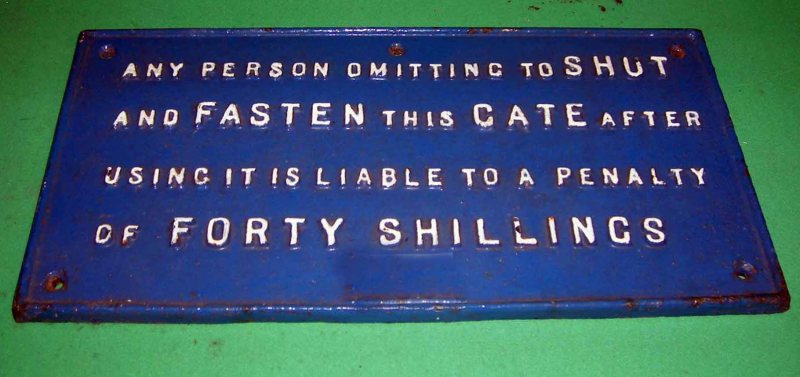 ANY PERSON OMITTING TO SHUT
AND FASTEN THIS GATE AFTER
USING IT IS LIABLE TO A PENALTY
OF FORTY SHILLINGS